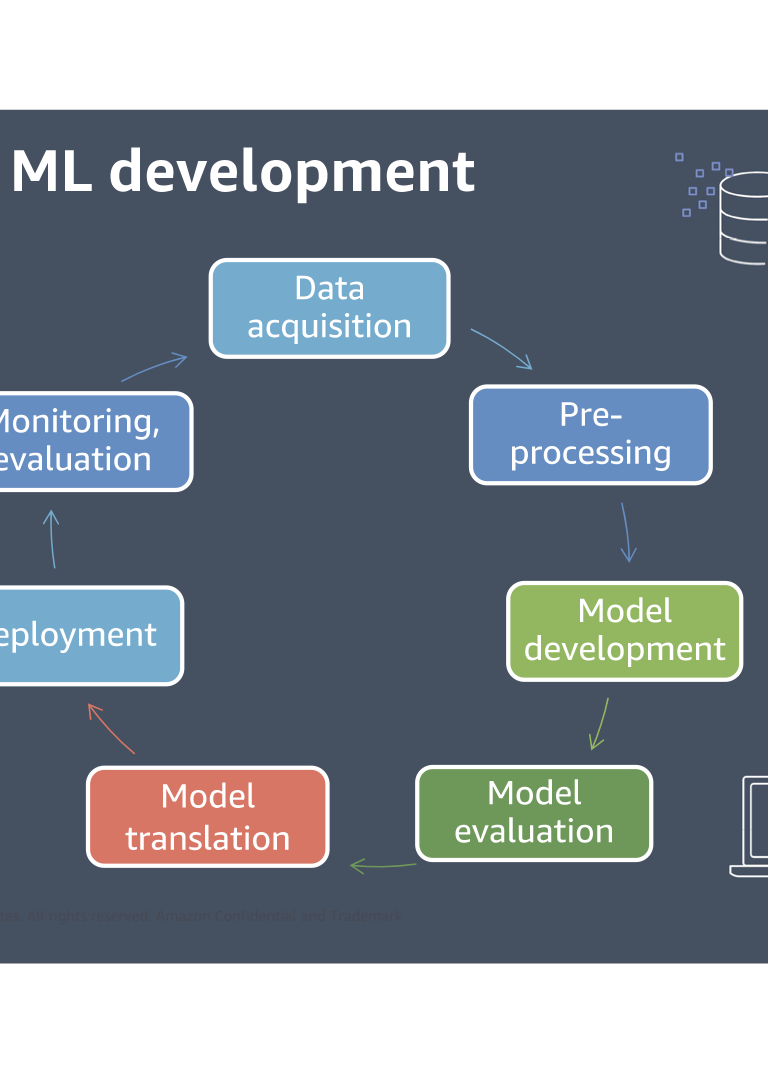 ML development
Data
acquisition
Pre-
processing
Model
development
Model
evaluation
Model
translation
eployment
Monitoring,
evaluation
tes. All rights reserved. Amazon Confidential and Trademark